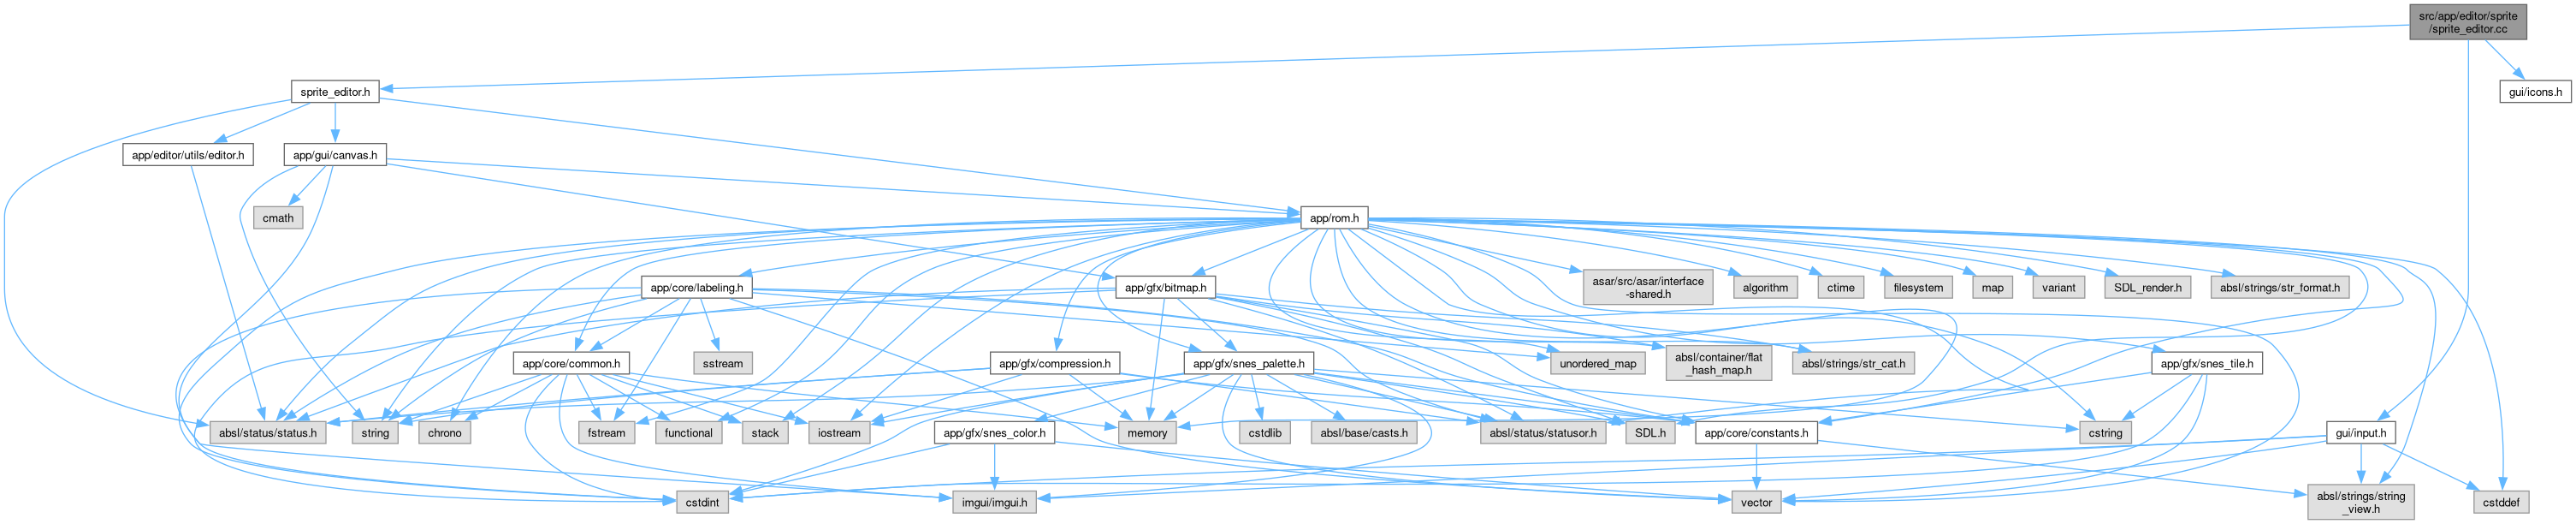 src/app/editor/sprite
/sprite_editor.cc
sprite_editor.h
gui/icons.h
app/editor/utils/editor.h
app/gui/canvas.h
cmath
app/rom.h
app/core/labeling.h
app/gfx/bitmap.h
asar/src/asar/interface
-shared.h
algorithm
ctime
filesystem
map
variant
SDL_render.h
absl/strings/str_format.h
app/core/common.h
sstream
app/gfx/compression.h
app/gfx/snes_palette.h
unordered_map
absl/container/flat
_hash_map.h
absl/strings/str_cat.h
app/gfx/snes_tile.h
absl/status/status.h
string
chrono
fstream
functional
stack
iostream
app/gfx/snes_color.h
memory
cstdlib
absl/base/casts.h
absl/status/statusor.h
SDL.h
app/core/constants.h
cstring
gui/input.h
cstdint
imgui/imgui.h
vector
absl/strings/string
_view.h
cstddef